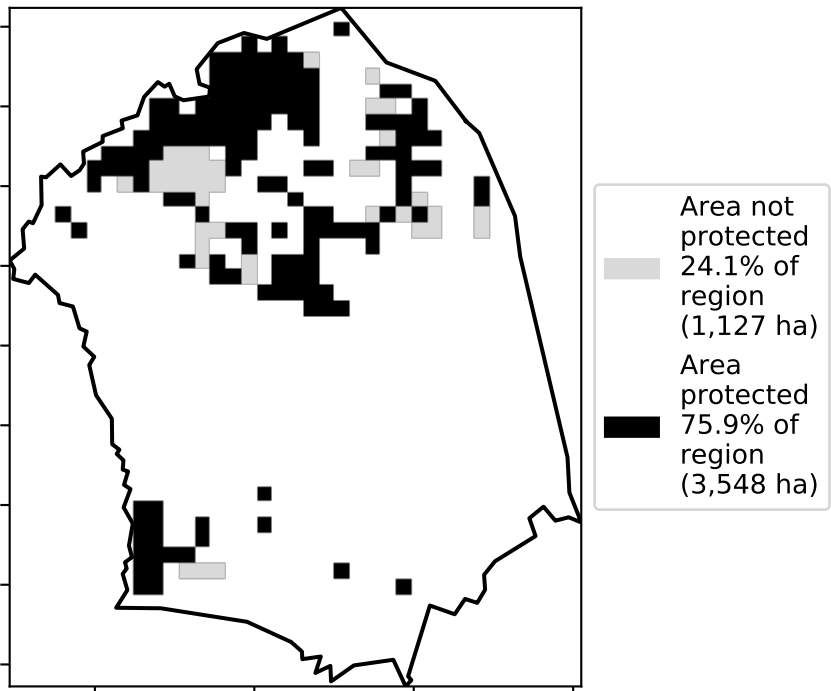 Area not
protected
24.1% of
region
(1,127 ha)
Area
protected
75.9% of
region
(3,548 ha)